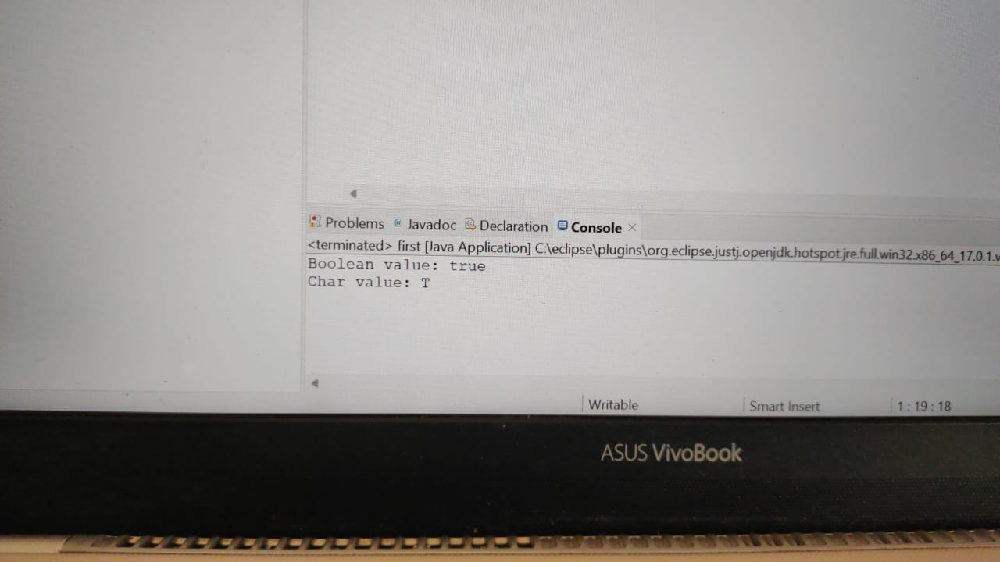 Problems @ Javadoc Declaration Console
<terminated> first [Java Application] C:\eclipse\plugins\org.eclipse.justj.openjdk.hotspot.jre.full.win32.x86_64_17.0.1.v
Boolean value: true
Char value: T
Writable Smart Insert 1 : 19 : 18
ASUS VivoBook